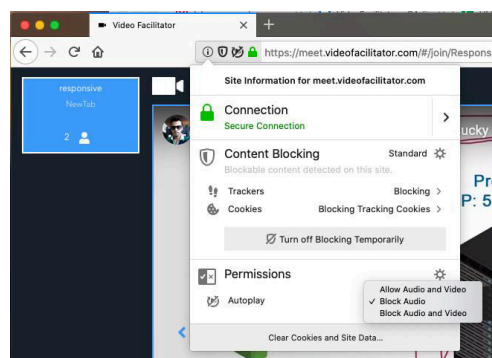 Video Facilitator
https://meet.videofacilitator.com/#/join/Respons
responsive
NewTab
2
Site Information for meet.videofacilitator.com
Connection
Secure Connection
ucky
Content Blocking Standard
Blockable content detected on this site.
Pr
P: 5
Trackers Blocking
Cookies Blocking Tracking Cookies
Turn off Blocking Temporarily
Permissions
Autoplay
Allow Audio and Video
✓ Block Audio
Block Audio and Video
Clear Cookies and Site Data...